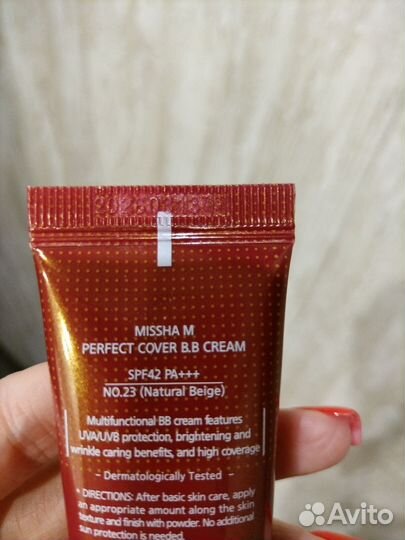 MISSHA M
PERFECT COVER B.B CREAM
SPF42 PA+++
NO.23 (Natural Beige)
Multifunctional BB cream features
UVA/UVB protection, brightening and
wrinkle caring benefits, and high coverage
- Dermatologically Tested -
* DIRECTIONS: After basic skin care, apply
an appropriate amount along the skin
texture and finish with powder. No additional
sun protection is needed.
Avito